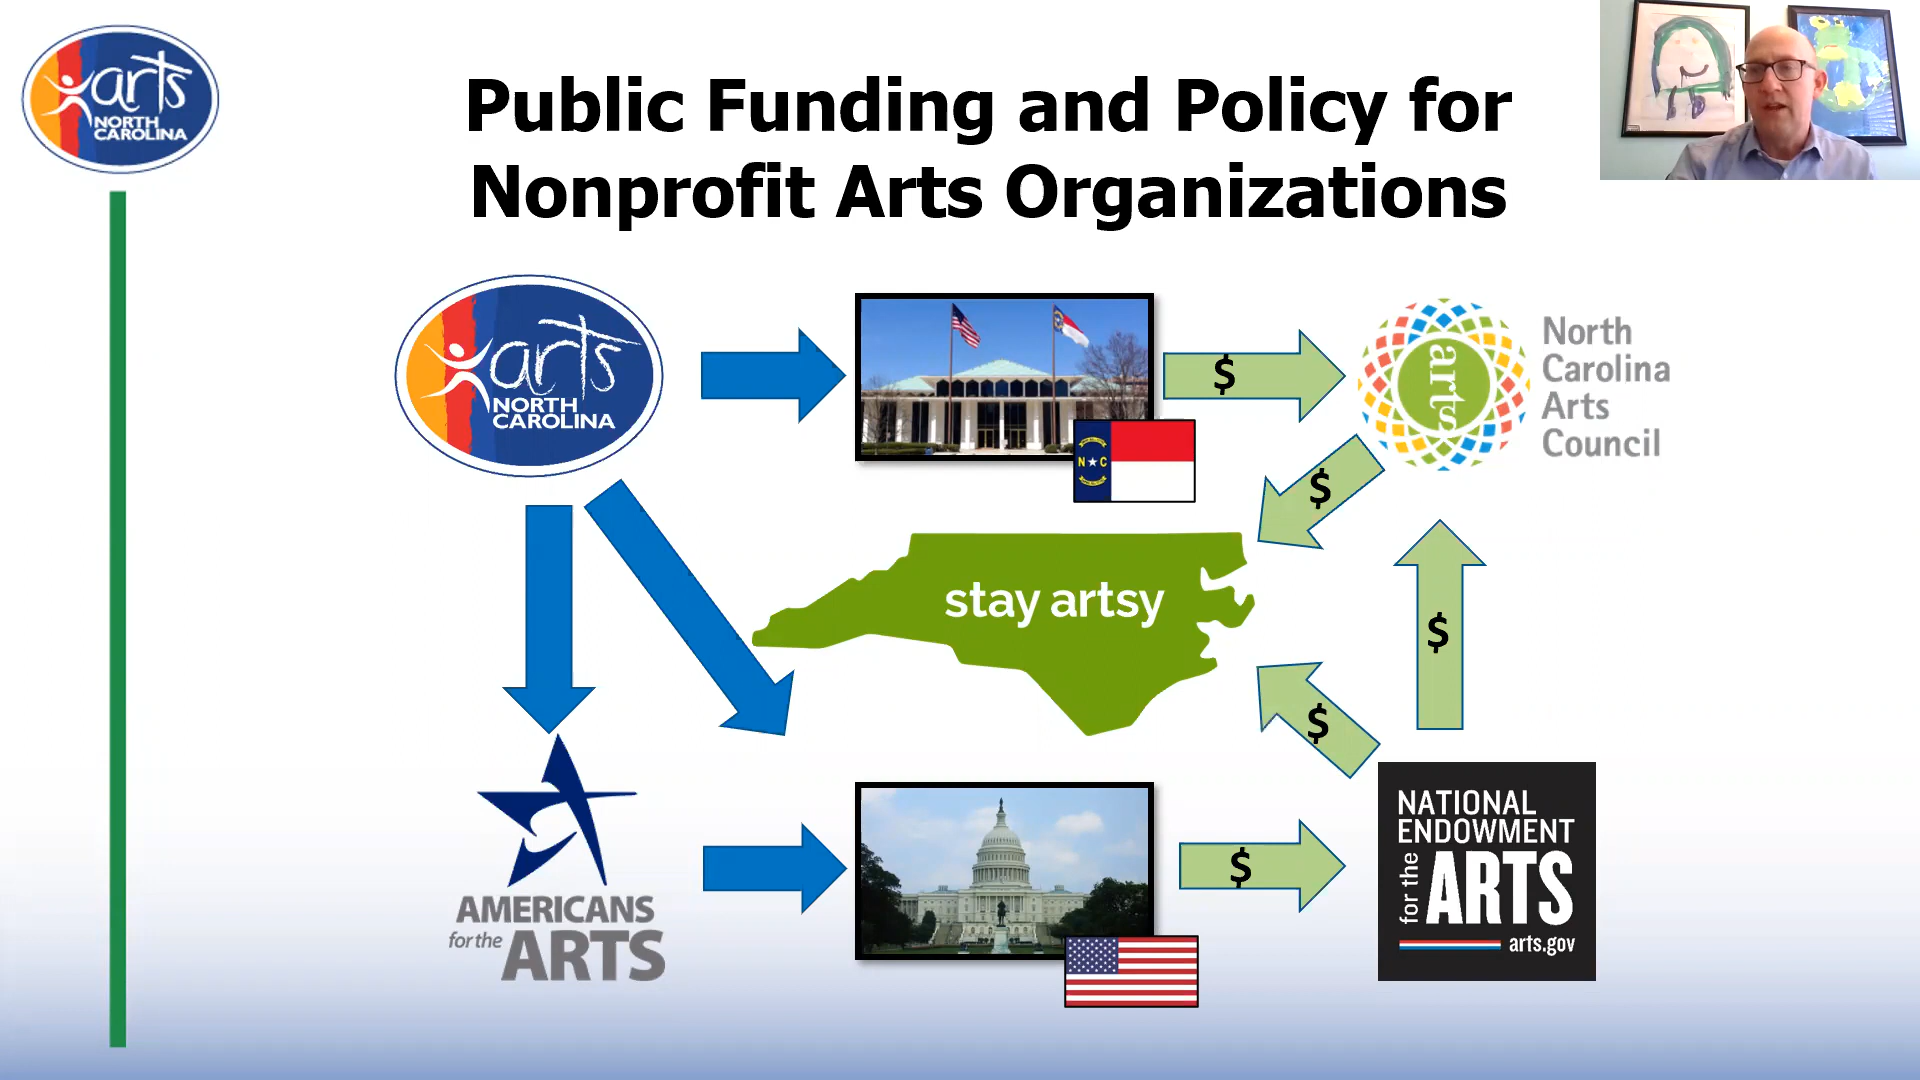 arts
NORTH
CAROLINA
Public Funding and Policy for
Nonprofit Arts Organizations
arts
NORTH
CAROLINA
$
arts
North
Carolina
Arts
Council
N C
$
stay artsy
$
$
AMERICANS
for the
ARTS
$
NATIONAL
ENDOWMENT
for the
ARTS
arts.gov